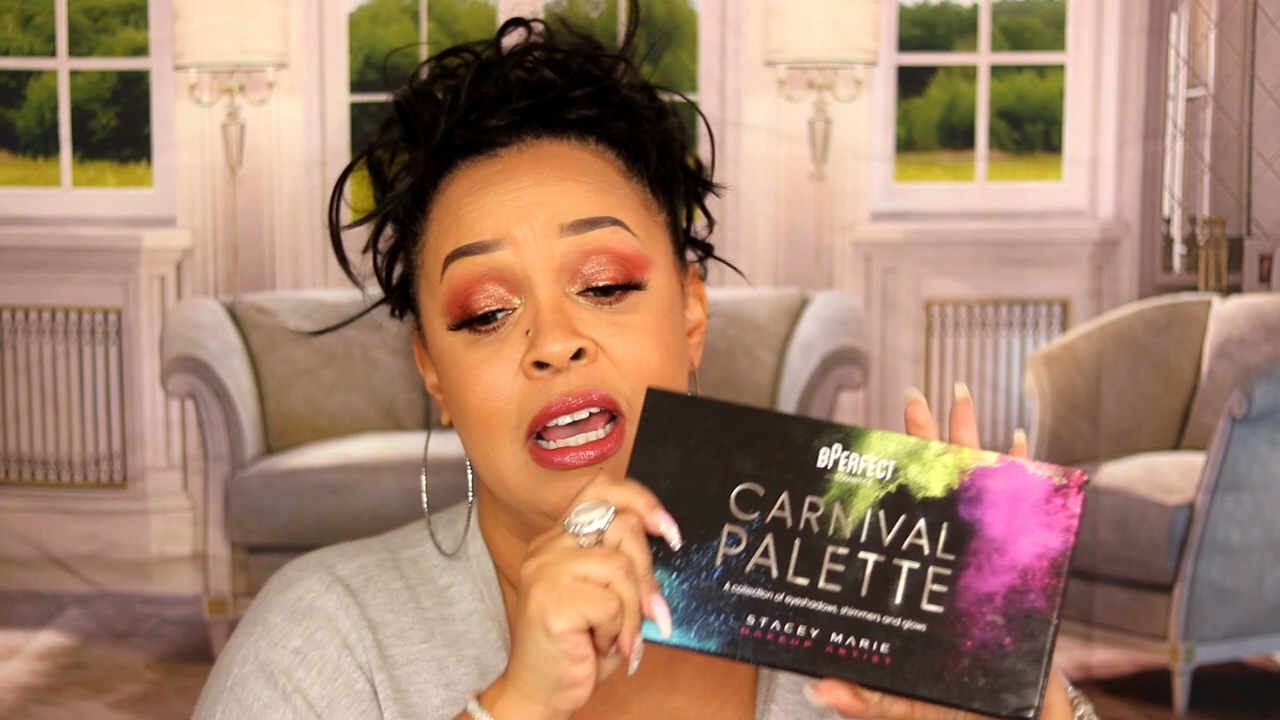 BPERFECT
CARNIVAL
PALETTE
A collection of eyeshadows, shimmers and glows
STACEY MARIE
MAKEUP ARTIST